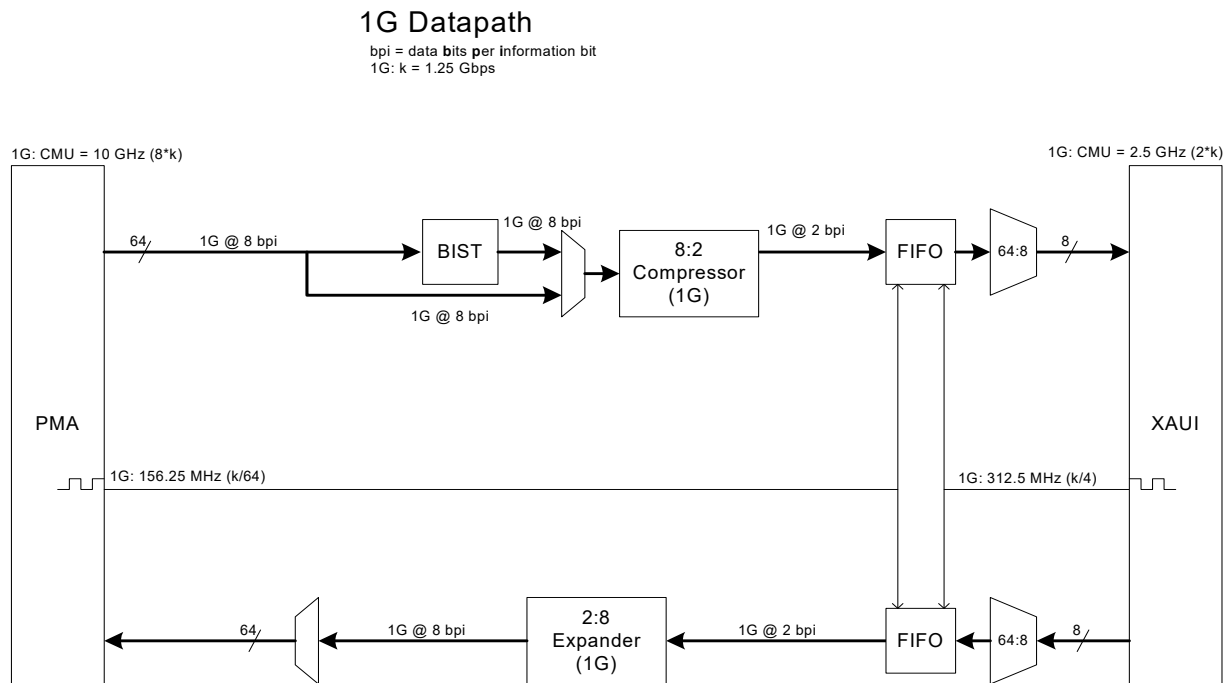 1G Datapath
bpi = data bits per information bit
1G: k = 1.25 Gbps
1G: CMU = 10 GHz (8*k)
1G: CMU = 2.5 GHz (2*k)
64
1G @ 8 bpi
BIST
1G @ 8 bpi
1G @ 8 bpi
8:2
Compressor
(1G)
1G @ 2 bpi
FIFO
64:8
8
PMA
XAUI
1G: 156.25 MHz (k/64)
1G: 312.5 MHz (k/4)
64
1G @ 8 bpi
2:8
Expander
(1G)
1G @ 2 bpi
FIFO
64:8
8